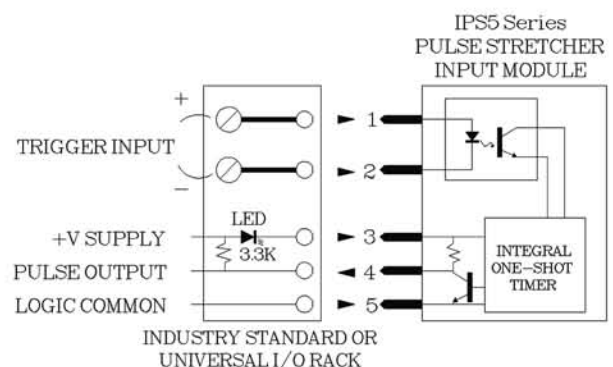 IPS5 Series
PULSE STRETCHER
INPUT MODULE
+
TRIGGER INPUT
−
1
2
LED
+V SUPPLY
3.3K
3
PULSE OUTPUT
4
LOGIC COMMON
5
INTEGRAL
ONE-SHOT
TIMER
INDUSTRY STANDARD OR
UNIVERSAL I/O RACK